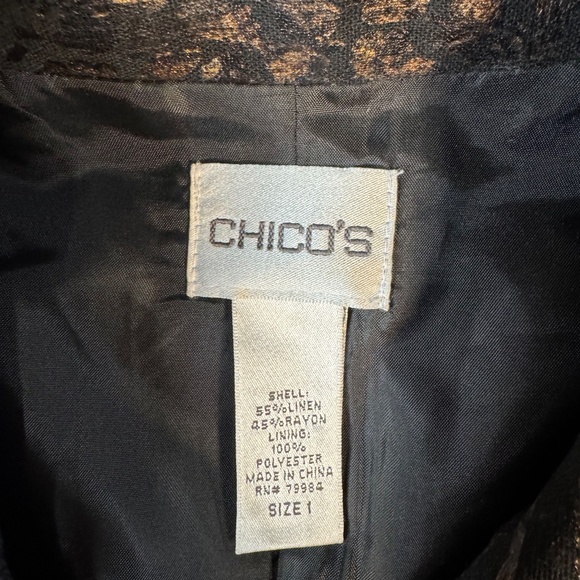 CHICO'S
SHELL:
55%LINEN
45%RAYON
LINING:
100%
POLYESTER
MADE IN CHINA
RN# 79984
SIZE 1